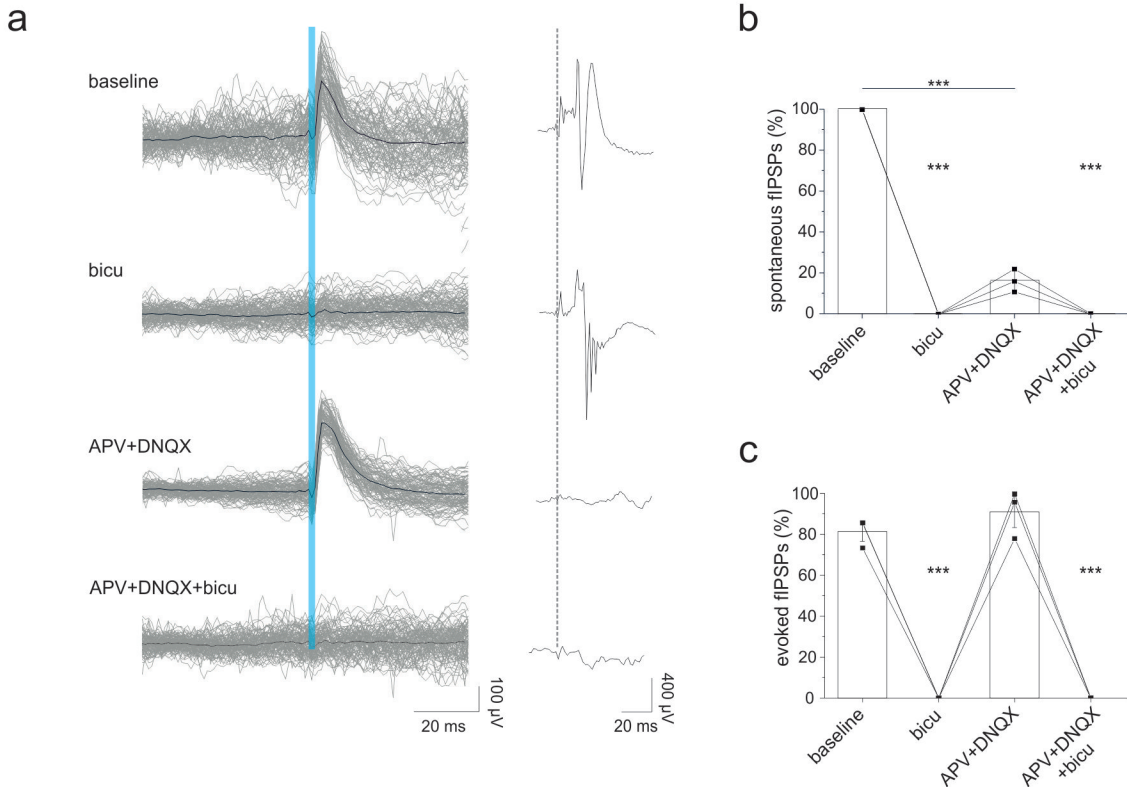 a
baseline
bicu
APV+DNQX
APV+DNQX+bicu
100 µV
20 ms
400 µV
20 ms
b
***
100
80
60
40
20
0
*** ***
spontaneous fIPSPs (%)
baseline
bicu
APV+DNQX
APV+DNQX
+bicu
c
100
80
60
40
20
0
*** ***
evoked fIPSPs (%)
baseline
bicu
APV+DNQX
APV+DNQX
+bicu